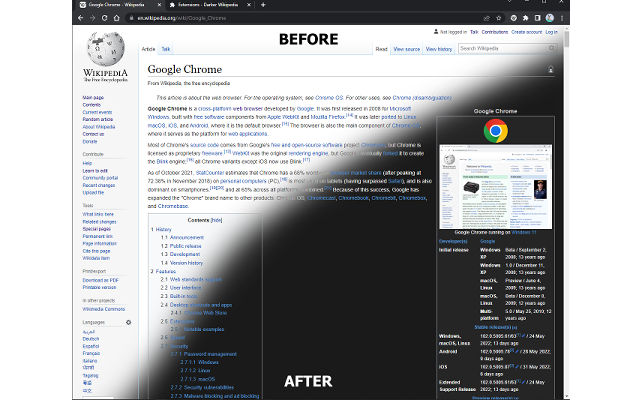 Google Chrome - Wikipedia
Extensions - Darker Wikipedia
en.wikipedia.org/wiki/Google_Chrome
BEFORE
Not logged in Talk Contributions Create account Log in
Article Talk
Read View source View history
Search Wikipedia
WIKIPEDIA
The Free Encyclopedia
Main page
Contents
Current events
Random article
About Wikipedia
Contact us
Donate
Contribute
Help
Learn to edit
Community portal
Recent changes
Upload file
Tools
What links here
Related changes
Special pages
Permanent link
Page information
Cite this page
Wikidata item
Print/export
Download as PDF
Printable version
In other projects
Wikimedia Commons
Languages
العربية
Deutsch
Español
Français
Italiano
Tagalog
Google Chrome
From Wikipedia, the free encyclopedia
This article is about the web browser. For the operating system, see Chrome OS. For other uses, see Chrome (disambiguation).
Google Chrome is a cross-platform web browser developed by Google. It was first released in 2008 for Microsoft
Windows, built with free software components from Apple WebKit and Mozilla Firefox.[14] It was later ported to Linux,
macOS, iOS, and Android, where it is the default browser.[15] The browser is also the main component of Chrome OS,
where it serves as the platform for web applications.
Most of Chrome's source code comes from Google's free and open-source software project Chromium, but Chrome is
licensed as proprietary freeware.[13] WebKit was the original rendering engine, but Google eventually forked it to create
the Blink engine;[16] all Chrome variants except iOS now use Blink.[17]
As of October 2021, StatCounter estimates that Chrome has a 68% worldwide browser market share (after peaking at
72.38% in November 2018) on personal computers (PC),[18] is most used on tablets (having surpassed Safari), and is also
dominant on smartphones,[19][20] and at 65% across all platforms combined. Because of this success, Google has
expanded the "Chrome" brand name to other products: Chrome OS, Chromecast, Chromebook, Chromebit, Chromebox,
and Chromebase.
Contents [hide]
1 History
1.1 Announcement
1.2 Public release
1.3 Development
1.4 Version history
2 Features
2.1 Web standards support
2.2 User interface
2.3 Built-in tools
2.4 Desktop shortcuts and apps
2.4.1 Chrome Web Store
2.5 Extensions
2.5.1 Notable examples
2.7 Security
2.7.1 Password management
2.7.1.1 Windows
2.7.1.2 Linux
2.7.1.3 macOS
2.7.2 Security vulnerabilities
2.7.3 Malware blocking and ad blocking
Google Chrome
Google Chrome running on Windows 11
Developer(s) Google
Initial release Windows XP Beta / September 2, 2008; 13 years ago
Windows XP 1.0 / December 11, 2008; 13 years ago
macOS, Linux Preview / June 4, 2009; 13 years ago
macOS, Linux Beta / December 8, 2009; 12 years ago
Multi-platform 5.0 / May 25, 2010; 12 years ago
Stable release(s)
Windows, macOS, Linux 102.0.5005.61/63 / 24 May 2022; 13 days ago
Android 102.0.5005.78 / 28 May 2022;
iOS 102.0.5005.87 / 31 May 2022; 6 days ago
Extended Support Release 102.0.5005.61/63 / 24 May 2022; 13 days ago
Preview release(s)
AFTER